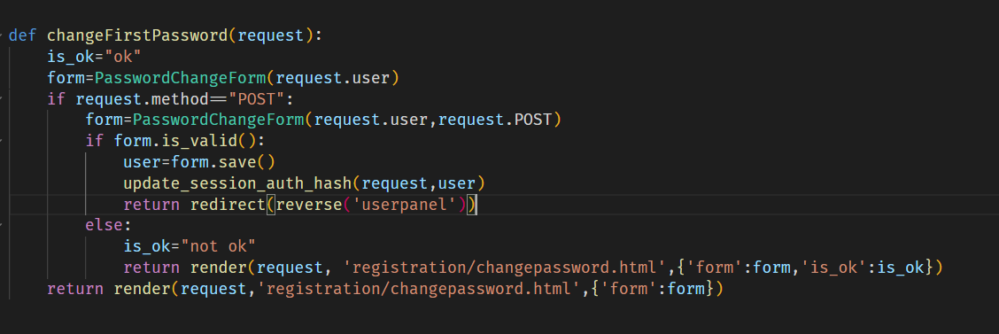 def changeFirstPassword(request):
    is_ok="ok"
    form=PasswordChangeForm(request.user)
    if request.method=="POST":
        form=PasswordChangeForm(request.user,request.POST)
        if form.is_valid():
            user=form.save()
            update_session_auth_hash(request,user)
            return redirect(reverse('userpanel'))
        else:
            is_ok="not ok"
            return render(request, 'registration/changepassword.html',{'form':form,'is_ok':is_ok})
    return render(request,'registration/changepassword.html',{'form':form})